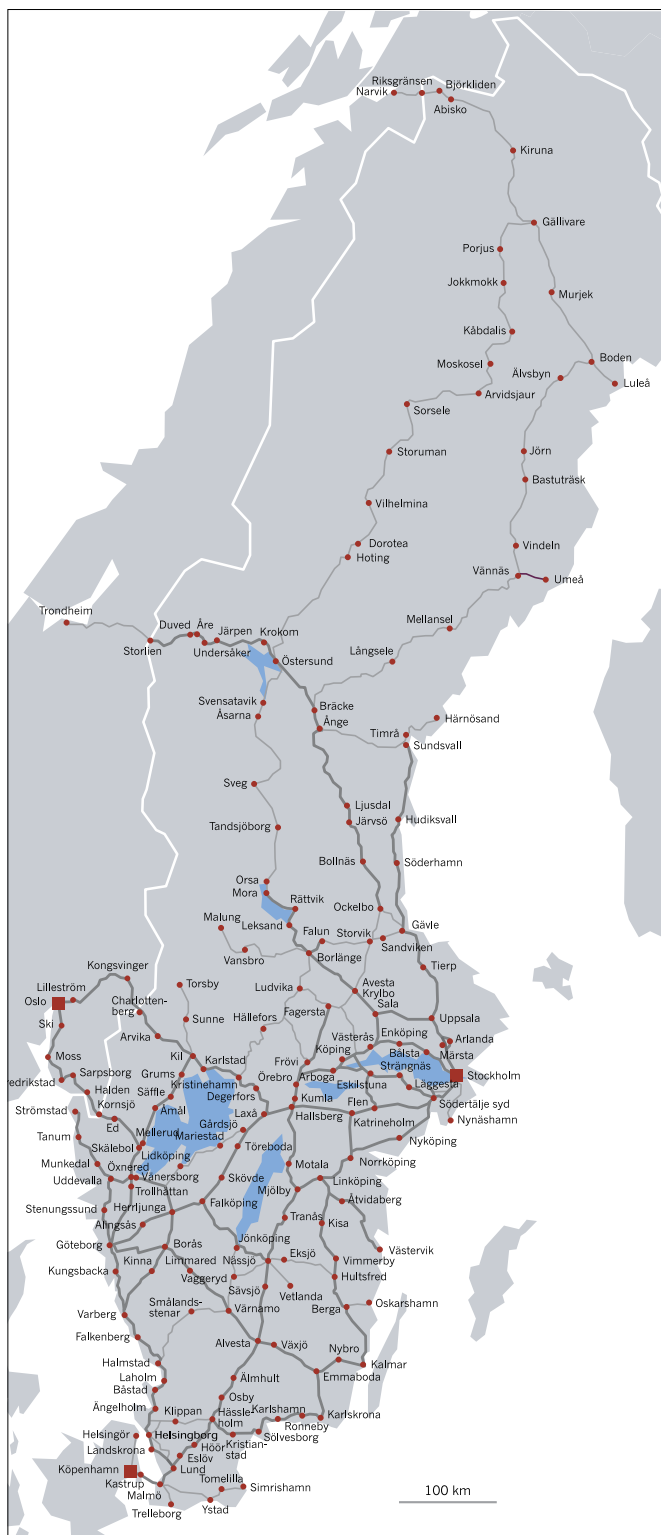 Riksgränsen
Björkliden
Narvik
Abisko
Kiruna
Gällivare
Porjus
Jokkmokk
Murjek
Kåbdalis
Boden
Moskosel
Älvsbyn
Luleå
Arvidsjaur
Sorsele
Storuman
Jörn
Bastuträsk
Vilhelmina
Dorotea
Hoting
Vindeln
Vännäs
Umeå
Trondheim
Duved
Åre
Järpen
Krokom
Mellansel
Storlien
Undersåker
Östersund
Långsele
Svensatavik
Åsarna
Bräcke
Ånge
Härnösand
Timrå
Sundsvall
Sveg
Ljusdal
Järvsö
Hudiksvall
Tandsjöborg
Bollnäs
Söderhamn
Orsa
Mora
Rättvik
Ockelbo
Malung
Leksand
Falun
Storvik
Gävle
Sandviken
Vansbro
Borlänge
Kongsvinger
Tierp
Lilleström
Torsby
Ludvika
Avesta
Krylbo
Oslo
Charlotten-
berg
Sala
Ski
Sunne
Hällefors
Fagersta
Uppsala
Arvika
Västerås
Enköping
Arlanda
Moss
Kil
Köping
Bålsta
Märsta
Karlstad
Frövi
Strängnäs
Sarpsborg
Grums
Kristinehamn
Örebro
Arboga
Eskilstuna
Stockholm
redrikstad
Halden
Säffle
Degerfors
Kumla
Läggesta
Kornsjö
Åmål
Laxå
Hallsberg
Flen
Södertälje syd
Strömstad
Ed
Gårdsjö
Katrineholm
Nynäshamn
Tanum
Mellerud
Mariestad
Nyköping
Skälebol
Lidköping
Töreboda
Munkedal
Öxnered
Motala
Norrköping
Uddevalla
Vänersborg
Skövde
Linköping
Trollhättan
Mjölby
Åtvidaberg
Stenungssund
Herrljunga
Falköping
Alingsås
Tranås
Kisa
Göteborg
Borås
Jönköping
Västervik
Kinna
Limmared
Nässjö
Eksjö
Vimmerby
Kungsbacka
Vaggeryd
Hultsfred
Sävsjö
Vetlanda
Smålands-
stenar
Berga
Oskarshamn
Varberg
Värnamo
Falkenberg
Alvesta
Växjö
Nybro
Halmstad
Kalmar
Laholm
Älmhult
Emmaboda
Båstad
Osby
Ängelholm
Klippan
Hässle-
holm
Karlshamn
Karlskrona
Ronneby
Helsingör
Helsingborg
Sölvesborg
Landskrona
Höör
Kristian-
stad
Eslöv
Köpenhamn
Lund
Kastrup
Tomelilla
Simrishamn
Malmö
Trelleborg
Ystad
100 km